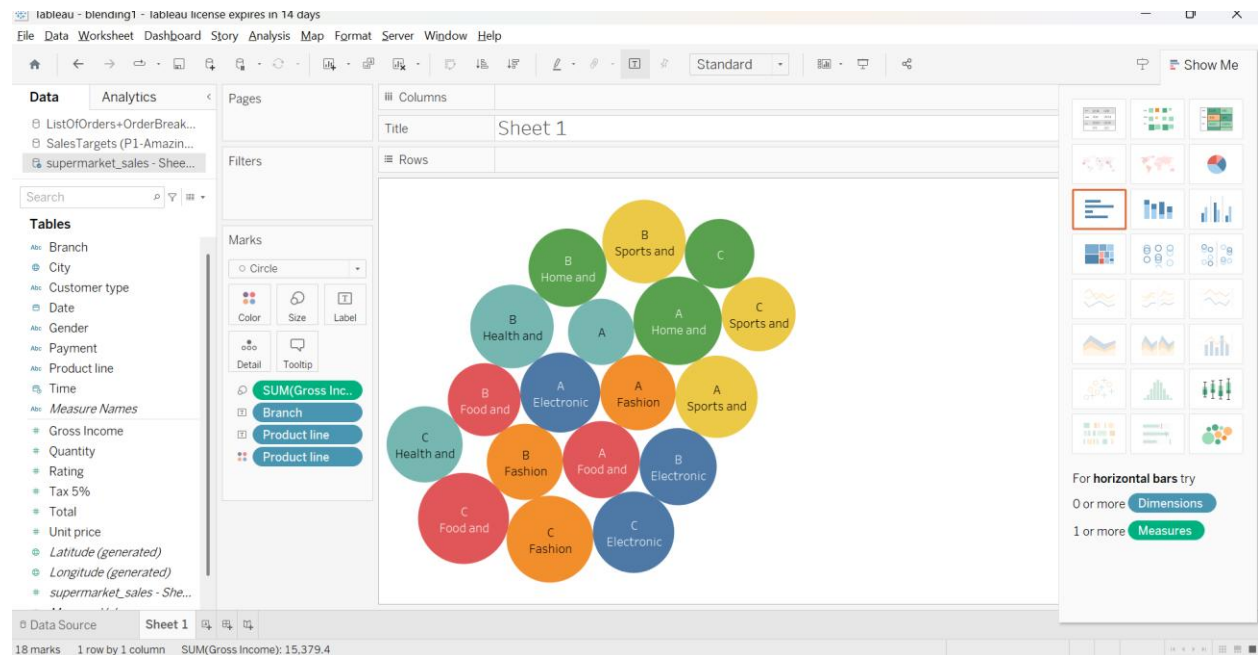 Tableau - blending1 - Tableau license expires in 14 days
File Data Worksheet Dashboard Story Analysis Map Format Server Window Help
Standard
Show Me
Data Analytics
ListOfOrders+OrderBreak...
SalesTargets (P1-Amazin...
supermarket_sales - Shee...
Search
Tables
Abc Branch
City
Abc Customer type
Date
Abc Gender
Abc Payment
Abc Product line
Time
Abc Measure Names
# Gross Income
# Quantity
# Rating
# Tax 5%
# Total
# Unit price
Latitude (generated)
Longitude (generated)
# supermarket_sales - She...
Pages
Filters
Marks
Circle
Color Size Label
Detail Tooltip
SUM(Gross Inc..
Branch
Product line
Product line
Columns
Title Sheet 1
Rows
B
Sports and
B
Home and
C
B
Health and
A
A
Home and
C
Sports and
B
Food and
A
Electronic
A
Fashion
A
Sports and
C
Health and
B
Fashion
A
Food and
B
Electronic
C
Food and
C
Fashion
C
Electronic
For horizontal bars try
0 or more Dimensions
1 or more Measures
Data Source Sheet 1
18 marks 1 row by 1 column SUM(Gross Income): 15,379.4